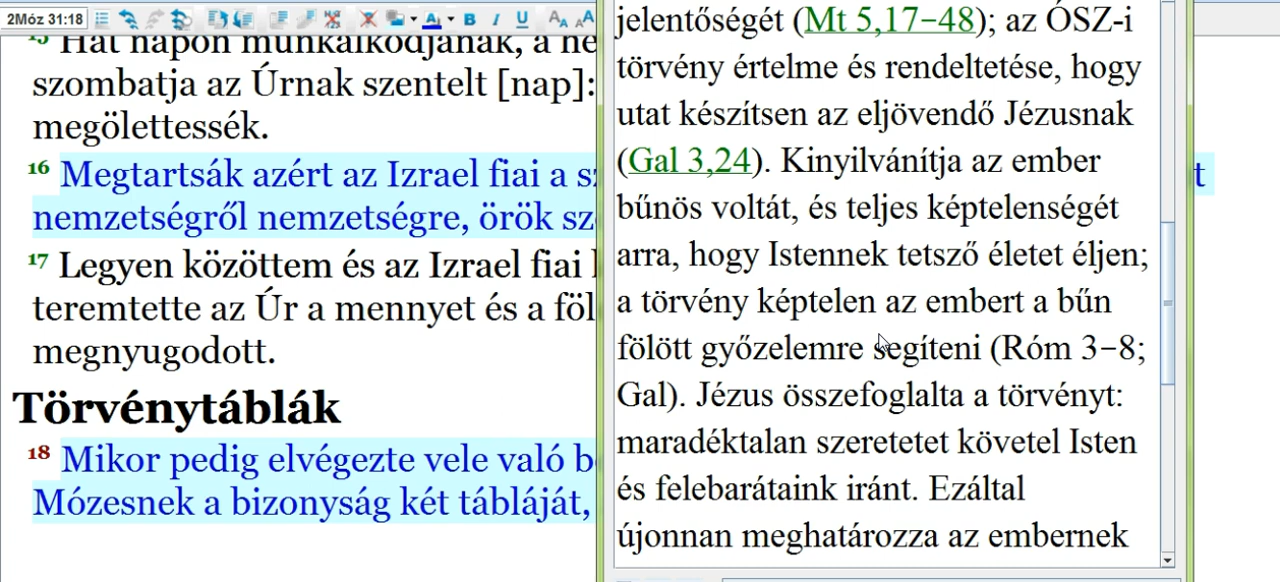 2Móz 31:18
15 Hat napon munkálkodjanak, a
szombatja az Úrnak szentelt [nap]:
megölettessék.
16 Megtartsák azért az Izrael fiai a
nemzetségről nemzetségre, örök
17 Legyen közöttem és az Izrael fiai
teremtette az Úr a mennyet és a
megnyugodott.
Törvénytáblák
18 Mikor pedig elvégezte vele való
Mózesnek a bizonyság két tábláját,
jelentőségét (Mt 5,17–48); az ÓSZ-i
törvény értelme és rendeltetése, hogy
utat készítsen az eljövendő Jézusnak
(Gal 3,24). Kinyilvánítja az ember
bűnös voltát, és teljes képtelenségét
arra, hogy Istennek tetsző életet éljen;
a törvény képtelen az embert a bűn
fölött győzelemre segíteni (Róm 3–8;
Gal). Jézus összefoglalta a törvényt:
maradéktalan szeretetet követel Isten
és felebarátaink iránt. Ezáltal
újonnan meghatározza az embernek